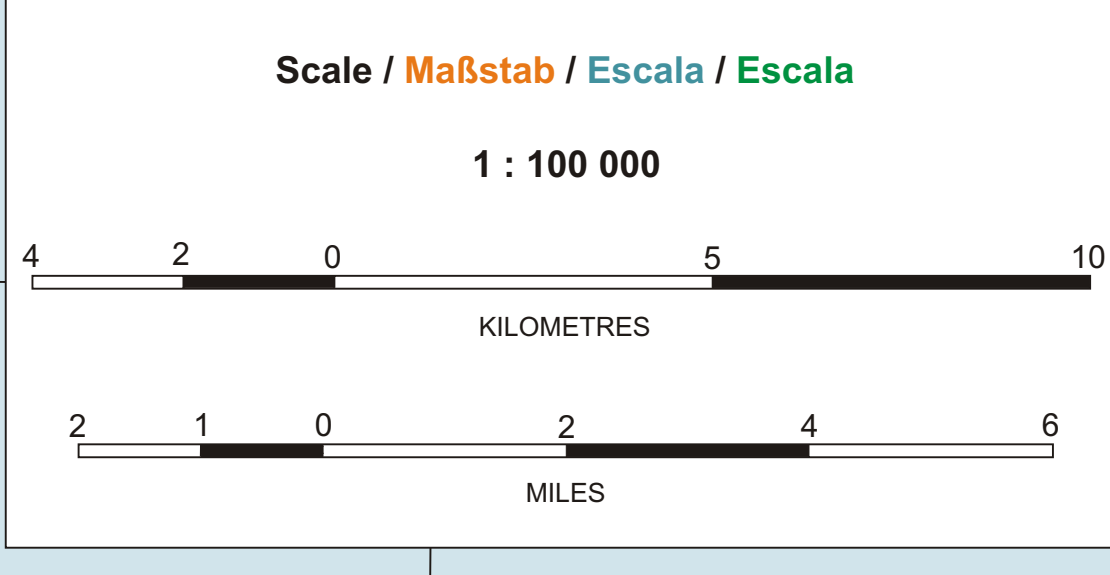 Scale / Maßstab / Escala / Escala
1 : 100 000
4 2 0 5 10
KILOMETRES
2 1 0 2 4 6
MILES